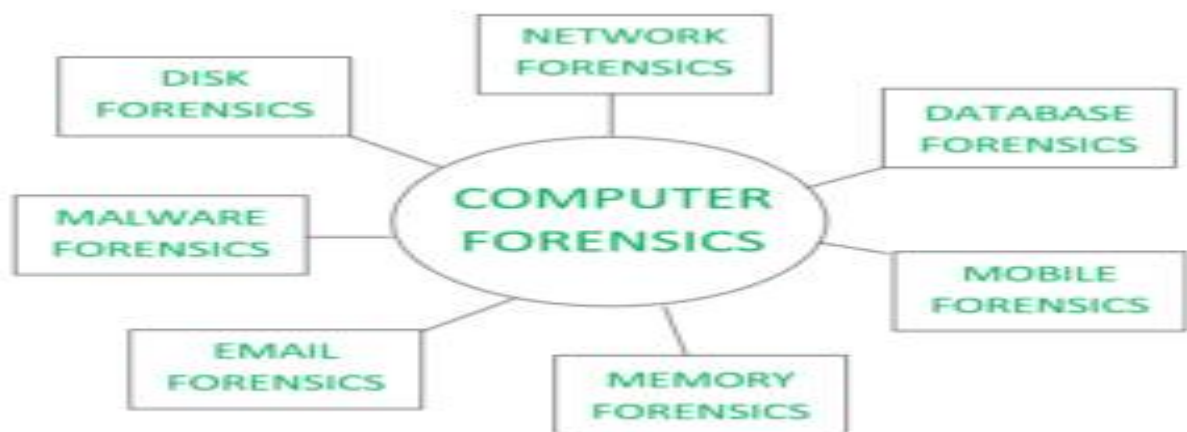 NETWORK
FORENSICS
DISK
FORENSICS
DATABASE
FORENSICS
COMPUTER
FORENSICS
MALWARE
FORENSICS
MOBILE
FORENSICS
EMAIL
FORENSICS
MEMORY
FORENSICS